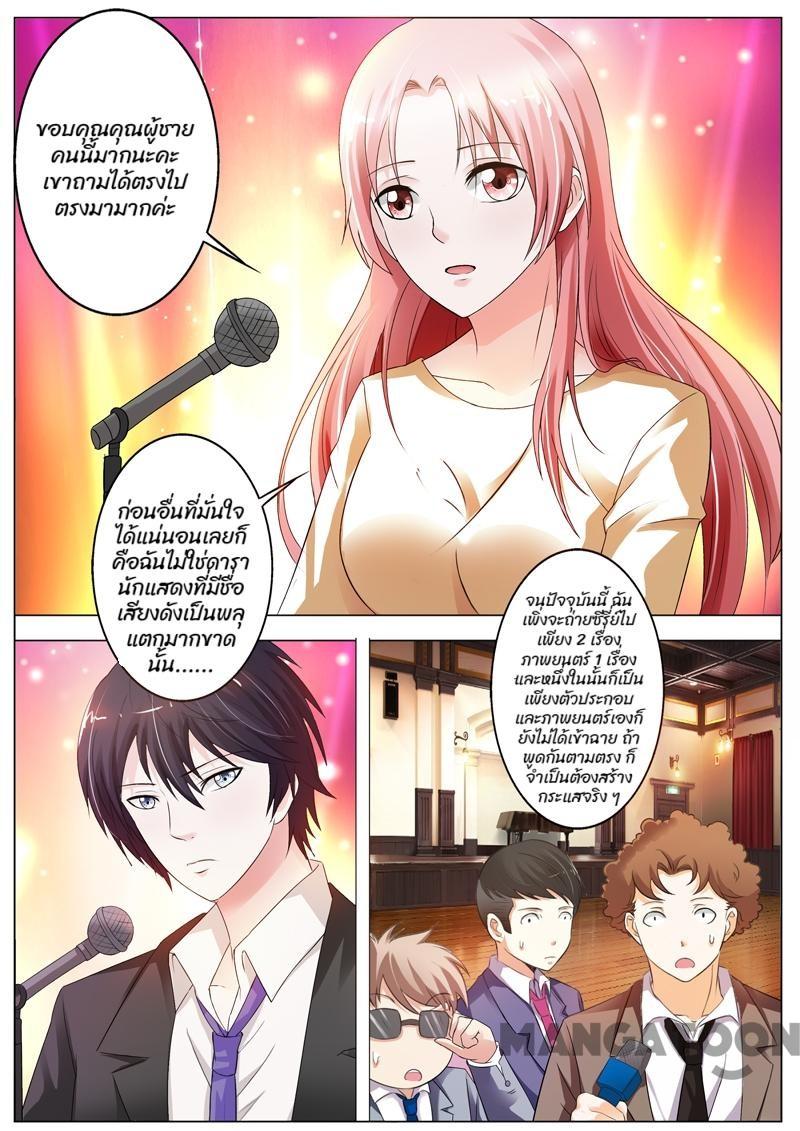 ขอบคุณคุณผู้ชาย
คนนี้มากนะคะ
เขาถามได้ตรงไป
ตรงมามากค่ะ
ก่อนอื่นที่มั่นใจ
ได้แน่นอนเลยก็
คือฉันไม่ใช่ดารา
นักแสดงที่มีชื่อ
เสียงดังเป็นพลุ
แตกมากขาด
นั้น......
จนปัจจุบันนี้ ฉัน
เพิ่งจะถ่ายซีรีย์ไป
เพียง 2 เรื่อง
ภาพยนตร์ 1 เรื่อง
และหนึ่งในนั้นก็เป็น
เพียงตัวประกอบ
และภาพยนตร์เองก็
ยังไม่ได้เข้าฉาย ถ้า
พูดกันตามตรง ก็
จำเป็นต้องสร้าง
กระแสจริง ๆ
MANGATOON